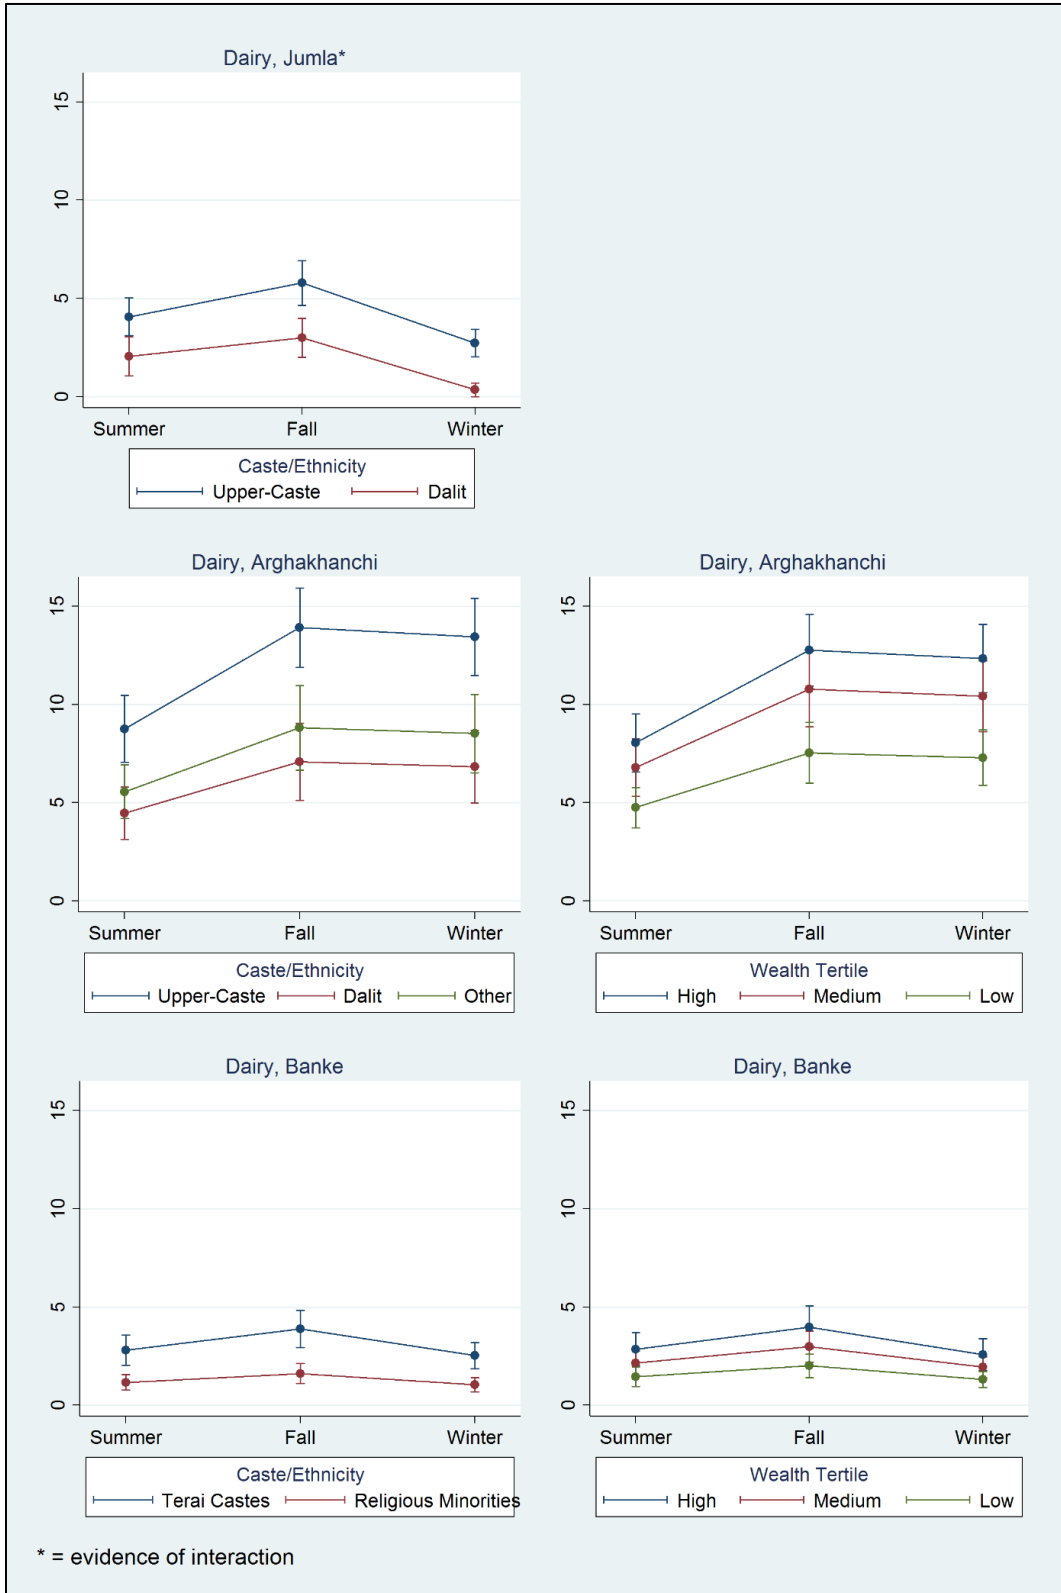 Dairy, Jumla*
15
10
5
0
Summer Fall Winter
Caste/Ethnicity
Upper-Caste Dalit
Dairy, Arghakhanchi
15
10
5
0
Summer Fall Winter
Caste/Ethnicity
Upper-Caste Dalit Other
Dairy, Arghakhanchi
15
10
5
0
Summer Fall Winter
Wealth Tertile
High Medium Low
Dairy, Banke
15
10
5
0
Summer Fall Winter
Caste/Ethnicity
Terai Castes Religious Minorities
Dairy, Banke
15
10
5
0
Summer Fall Winter
Wealth Tertile
High Medium Low
* = evidence of interaction